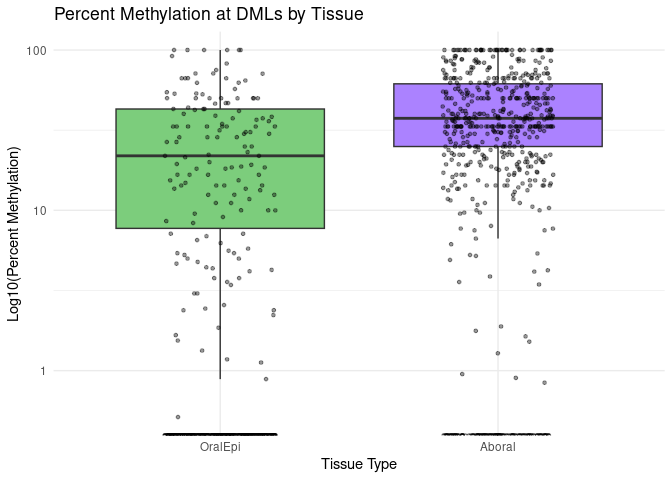 Percent Methylation at DMLs by Tissue
Log10(Percent Methylation)
100
10
1
OralEpi
Aboral
Tissue Type